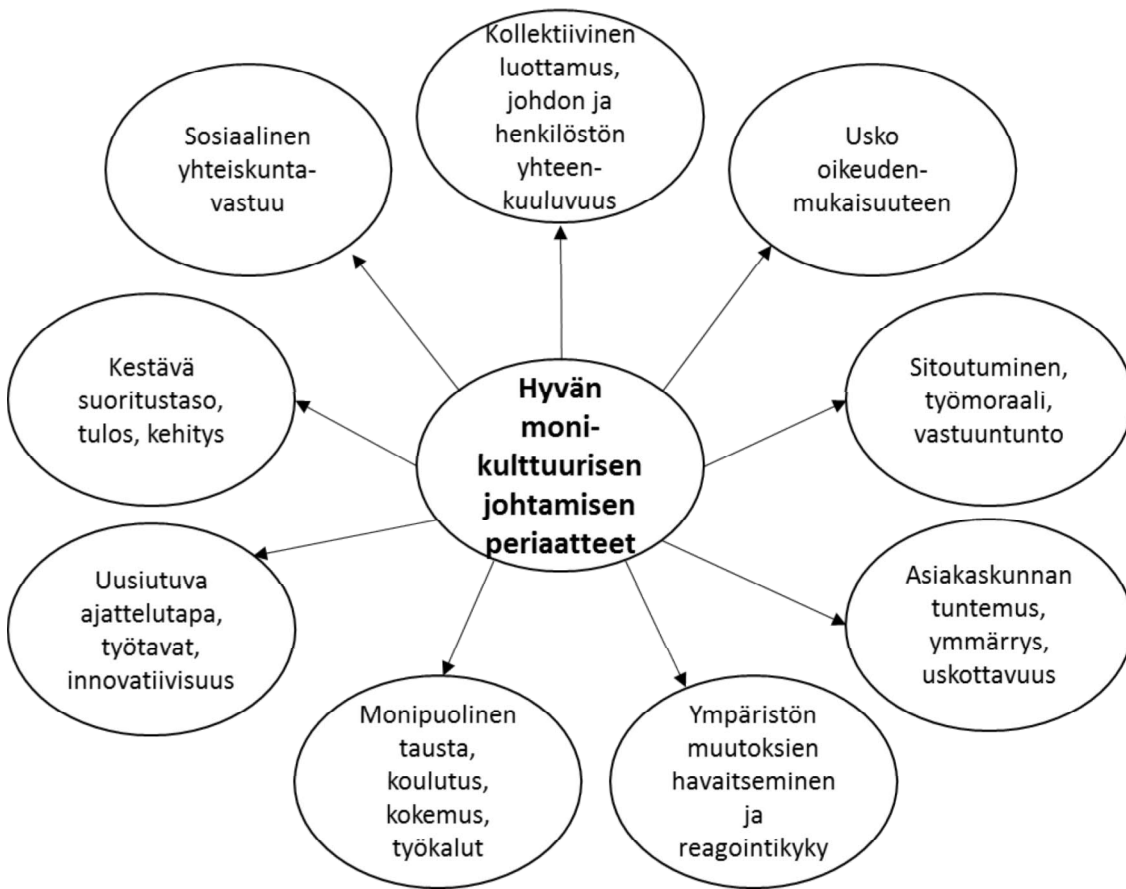 Kollektiivinen
luottamus,
johdon ja
henkilöstön
yhteen-
kuuluvuus
Sosiaalinen
yhteiskunta-
vastuu
Usko
oikeuden-
mukaisuuteen
Kestävä
suoritustaso,
tulos, kehitys
Hyvän
moni-
kulttuurisen
johtamisen
periaatteet
Sitoutuminen,
työmoraali,
vastuuntunto
Uusiutuva
ajattelutapa,
työtavat,
innovatiivisuus
Asiakaskunnan
tuntemus,
ymmärrys,
uskottavuus
Monipuolinen
tausta,
koulutus,
kokemus,
työkalut
Ympäristön
muutoksien
havaitseminen
ja
reagointikyky